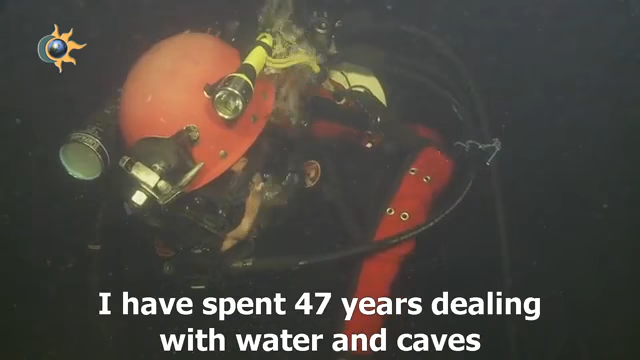 I have spent 47 years dealing
with water and caves